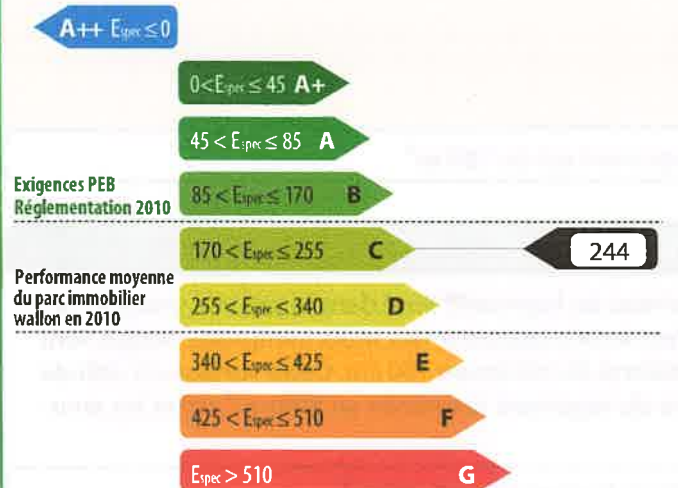 A++ Espec ≤ 0
0 < Espec ≤ 45 A+
45 < Espec ≤ 85 A
Exigences PEB
Réglementation 2010
85 < Espec ≤ 170 B
170 < Espec ≤ 255 C
244
Performance moyenne
du parc immobilier
wallon en 2010
255 < Espec ≤ 340 D
340 < Espec ≤ 425 E
425 < Espec ≤ 510 F
Espec > 510 G